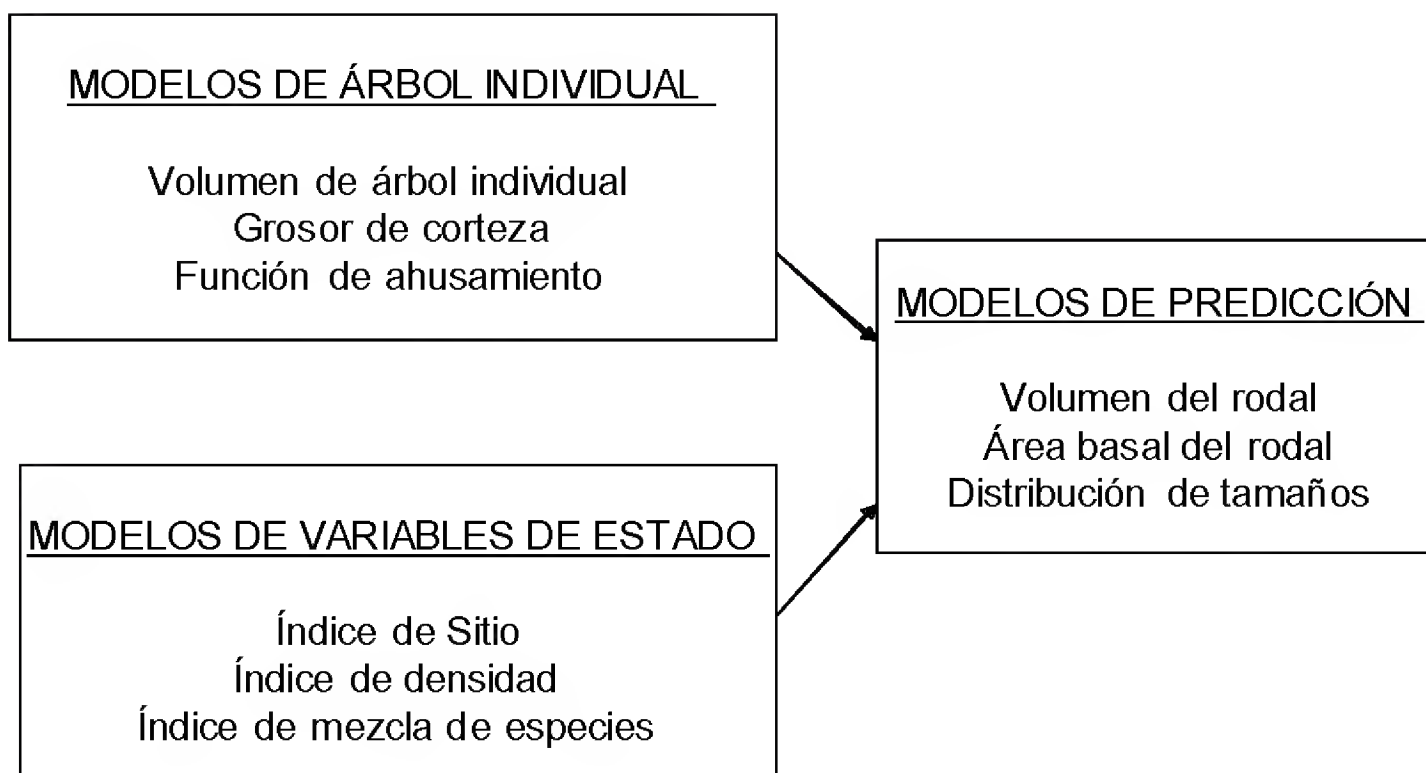 MODELOS DE ÁRBOL INDIVIDUAL
Volumen de árbol individual
Grosor de corteza
Función de ahusamiento
MODELOS DE VARIABLES DE ESTADO
Índice de Sitio
Índice de densidad
Índice de mezcla de especies
MODELOS DE PREDICCIÓN
Volumen del rodal
Área basal del rodal
Distribución de tamaños